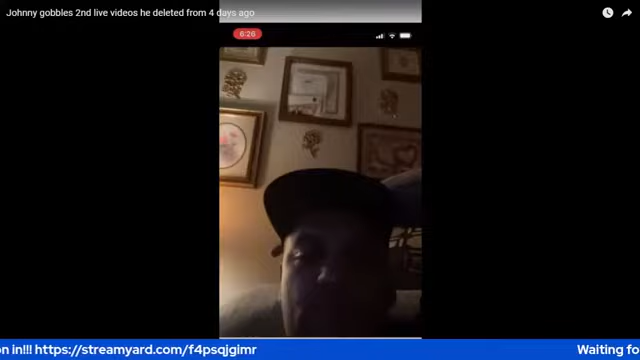 Johnny gobbles 2nd live videos he deleted from 4 days ago
6:26
on in!!! https://streamyard.com/f4psqjgimr
Waiting fo